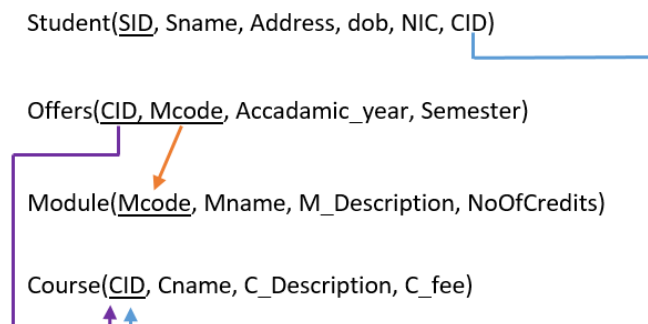 Student(SID, Sname, Address, dob, NIC, CID)
Offers(CID, Mcode, Accadamic_year, Semester)
Module(Mcode, Mname, M_Description, NoOfCredits)
Course(CID, Cname, C_Description, C_fee)